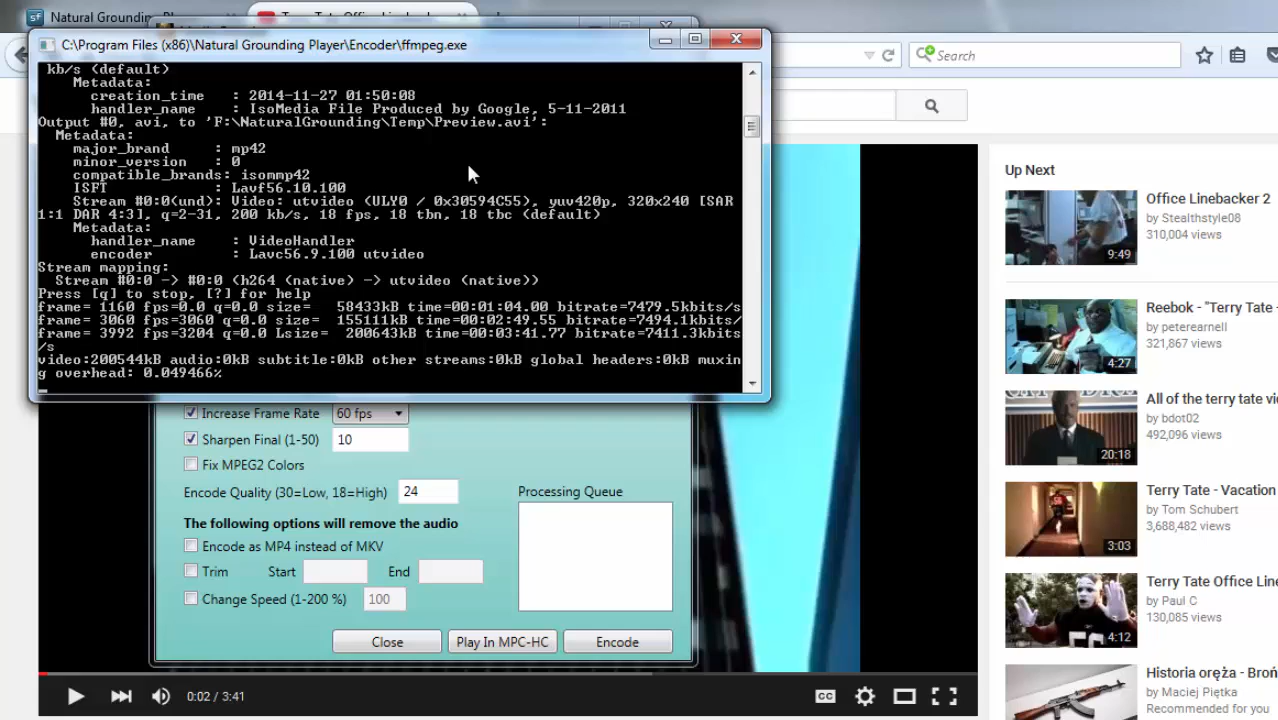 Natural Grounding
C:\Program Files (x86)\Natural Grounding Player\Encoder\ffmpeg.exe
Search
kb/s (default)
Metadata:
creation_time : 2014-11-27 01:50:08
handler_name : IsoMedia File Produced by Google, 5-11-2011
Output #0, avi, to 'F:\NaturalGrounding\Temp\Preview.avi':
Metadata:
major_brand : mp42
minor_version : 0
compatible_brands: isommp42
ISFT : Lavf56.10.100
Stream #0:0(und): Video: utvideo (ULY0 / 0x30594C55), yuv420p, 320x240 [SAR
1:1 DAR 4:3], q=2-31, 200 kb/s, 18 fps, 18 tbn, 18 tbc (default)
Metadata:
handler_name : VideoHandler
encoder : Lavc56.9.100 utvideo
Stream mapping:
Stream #0:0 -> #0:0 (h264 (native) -> utvideo (native))
Press [q] to stop, [?] for help
frame= 1160 fps=0.0 q=0.0 size= 58433kB time=00:01:04.00 bitrate=7479.5kbits/s
frame= 3060 fps=3060 q=0.0 size= 155111kB time=00:02:49.55 bitrate=7494.1kbits/
frame= 3992 fps=3204 q=0.0 Lsize= 200643kB time=00:03:41.77 bitrate=7411.3kbits
/s
video:200544kB audio:0kB subtitle:0kB other streams:0kB global headers:0kB muxin
g overhead: 0.049466%
Increase Frame Rate 60 fps
Sharpen Final (1-50) 10
Fix MPEG2 Colors
Encode Quality (30=Low, 18=High) 24
Processing Queue
The following options will remove the audio
Encode as MP4 instead of MKV
Trim Start End
Change Speed (1-200 %) 100
Close Play In MPC-HC Encode
0:02 / 3:41
CC
Up Next
Office Linebacker 2
by Stealthstyle08
310,004 views
9:49
Reebok - "Terry Tate -
by peterearnell
321,867 views
4:27
All of the terry tate vi
by bdot02
492,096 views
20:18
Terry Tate - Vacation
by Tom Schubert
3,688,482 views
3:03
Terry Tate Office Line
by Paul C
130,085 views
4:12
Historia oręża - Broń
by Maciej Piętka
Recommended for you